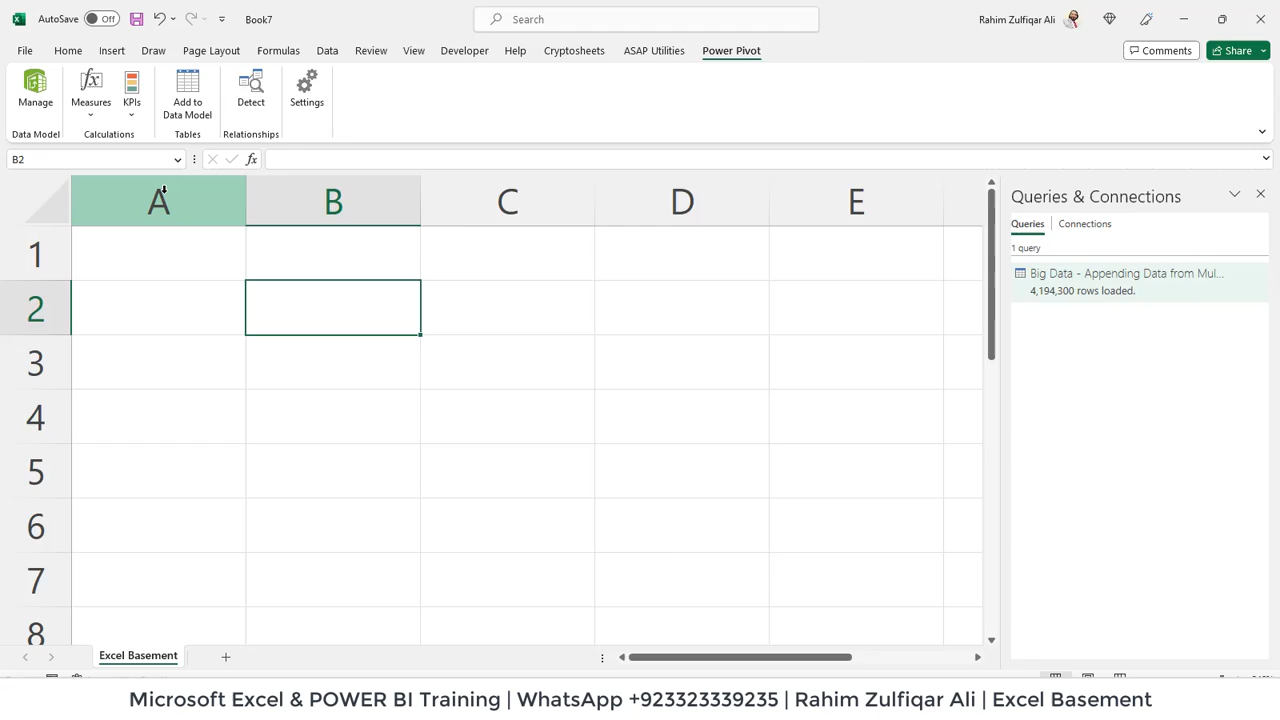 AutoSave Off Book7 Search Rahim Zulfiqar Ali
File Home Insert Draw Page Layout Formulas Data Review View Developer Help Cryptosheets ASAP Utilities Power Pivot Comments Share
Manage Measures KPIs Add to Data Model Detect Settings
Data Model Calculations Tables Relationships
B2 fx
A B C D E
Queries & Connections
Queries Connections
1 query
Big Data - Appending Data from Mul...
4,194,300 rows loaded.
1
2
3
4
5
6
7
8
Excel Basement
Microsoft Excel & POWER BI Training | WhatsApp +923323339235 | Rahim Zulfiqar Ali | Excel Basement